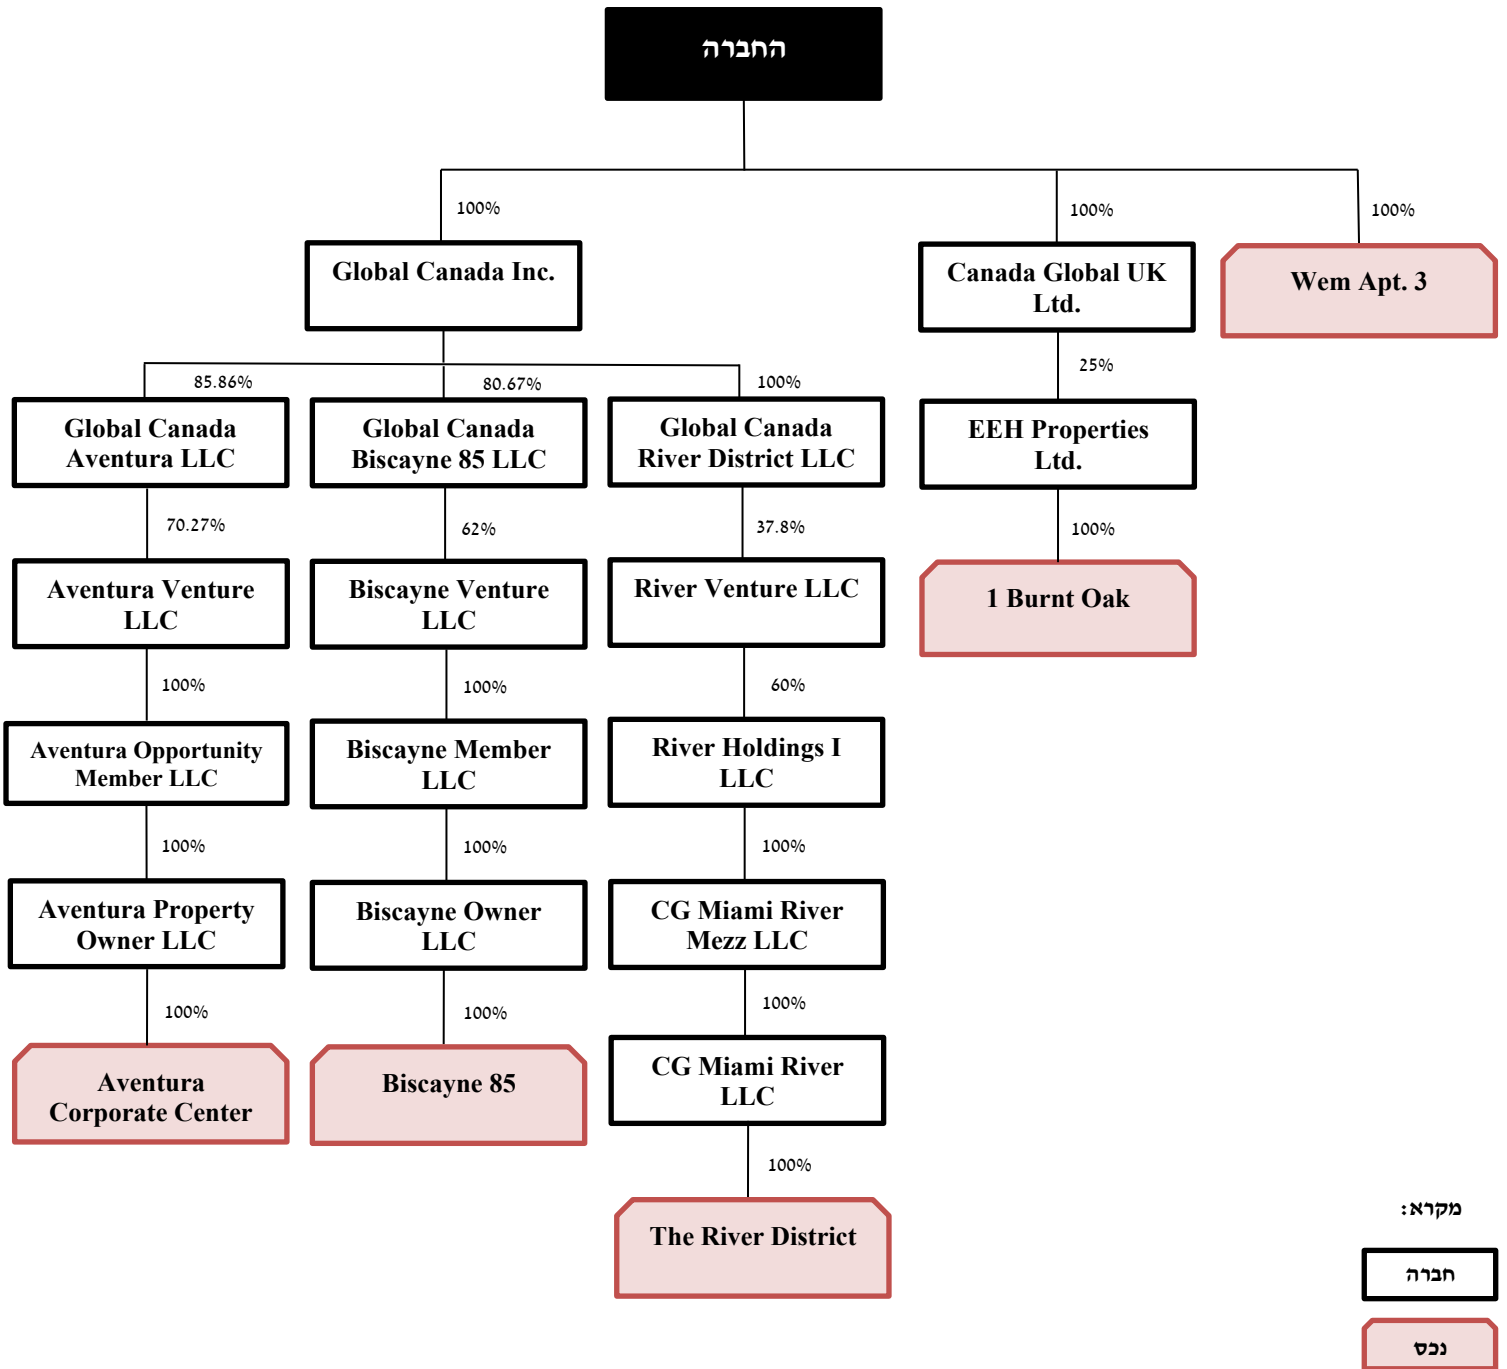 החברה
100%
100%
100%
Global Canada Inc.
Canada Global UK
Ltd.
Wem Apt. 3
85.86%
80.67%
100%
25%
Global Canada
Aventura LLC
Global Canada
Biscayne 85 LLC
Global Canada
River District LLC
EEH Properties
Ltd.
70.27%
62%
37.8%
100%
Aventura Venture
LLC
Biscayne Venture
LLC
River Venture LLC
1 Burnt Oak
100%
100%
60%
Aventura Opportunity
Member LLC
Biscayne Member
LLC
River Holdings I
LLC
100%
100%
100%
Aventura Property
Owner LLC
Biscayne Owner
LLC
CG Miami River
Mezz LLC
100%
100%
100%
Aventura
Corporate Center
Biscayne 85
CG Miami River
LLC
100%
The River District
מקרא:
חברה
נכס